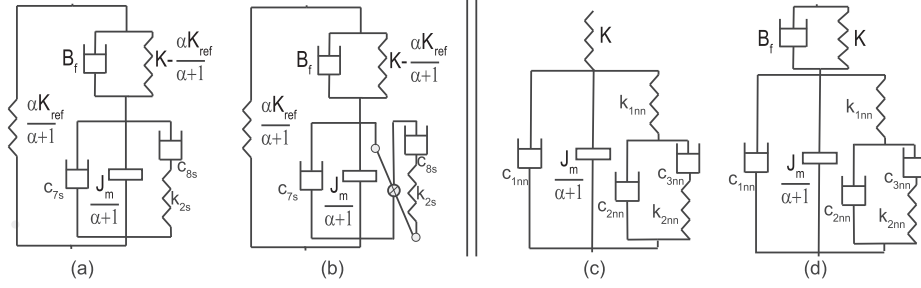 B_f
K- αK_ref / α+1
αK_ref / α+1
c_7s
J_m / α+1
c_8s
k_2s
(a)
B_f
K- αK_ref / α+1
αK_ref / α+1
c_7s
J_m / α+1
c_8s
k_2s
(b)
K
k_1nn
c_1nn
J_m / α+1
c_2nn
c_3nn
k_2nn
(c)
B_f
K
k_1nn
c_1nn
J_m / α+1
c_2nn
c_3nn
k_2nn
(d)